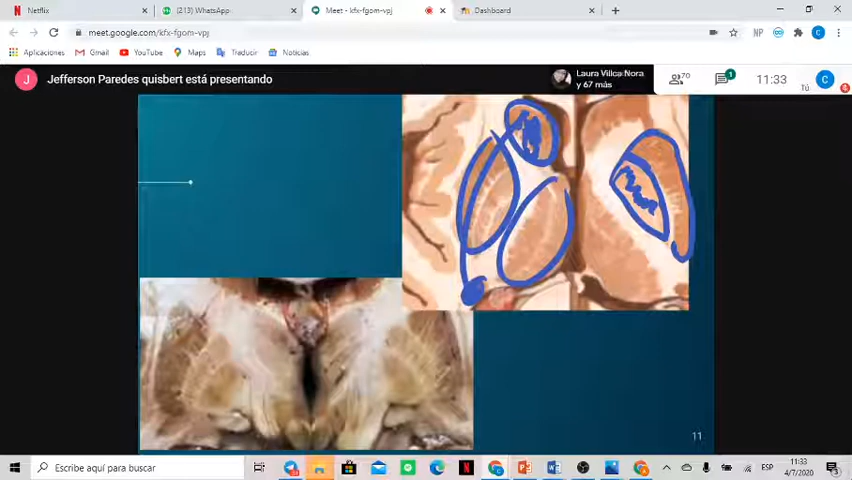 Netflix
(213) WhatsApp
Meet - kfx-fgom-vpj
Dashboard
meet.google.com/kfx-fgom-vpj
NP
C
Aplicaciones
Gmail
YouTube
Maps
Traducir
Noticias
J
Jefferson Paredes quisbert está presentando
Laura Villca Nora
y 67 más
70
1
11:33
Tú
C
11
Escribe aquí para buscar
ESP
11:33
4/7/2020